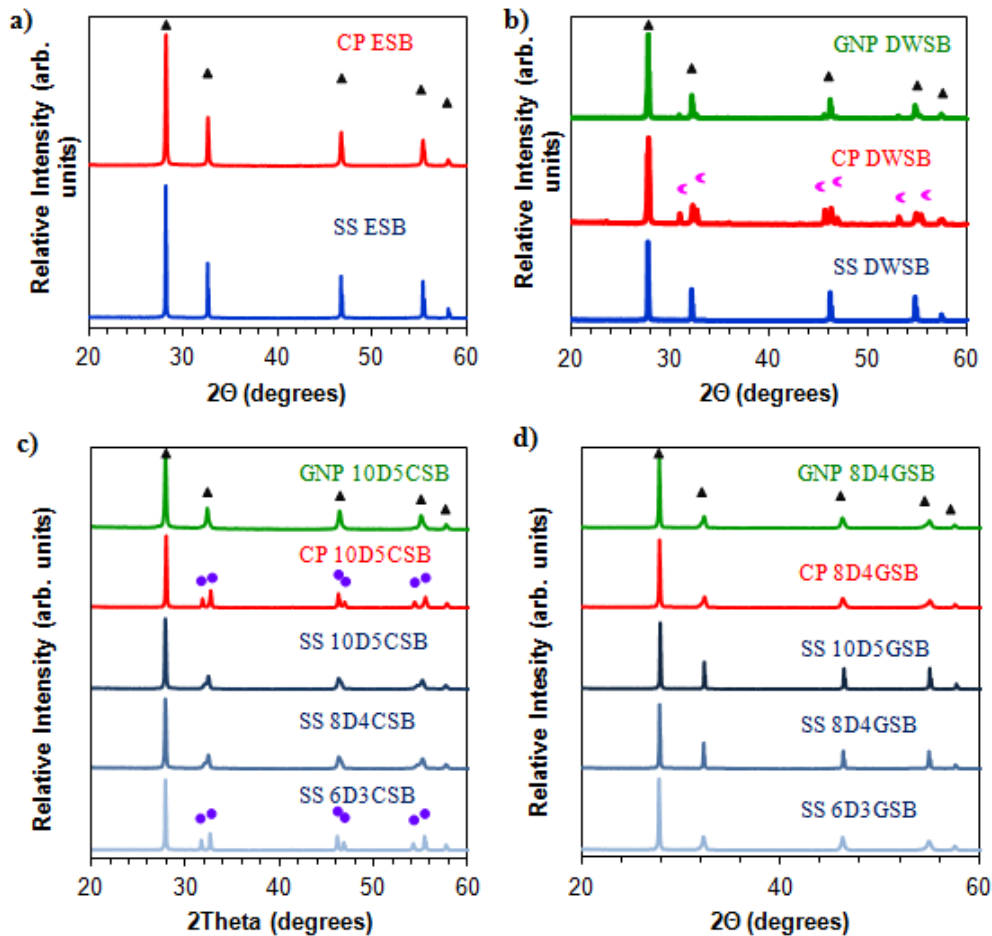 a)
CP ESB
SS ESB
Relative Intensity (arb.
units)
20 30 40 50 60
2Θ (degrees)
b)
GNP DWSB
CP DWSB
SS DWSB
Relative Intensity (arb.
units)
20 30 40 50 60
2Θ (degrees)
c)
GNP 10D5CSB
CP 10D5CSB
SS 10D5CSB
SS 8D4CSB
SS 6D3CSB
Relative Intensity (arb. units)
20 30 40 50 60
2Theta (degrees)
d)
GNP 8D4GSB
CP 8D4GSB
SS 10D5GSB
SS 8D4GSB
SS 6D3GSB
Relative Intesity (arb. units)
20 40 60
2Θ (degrees)